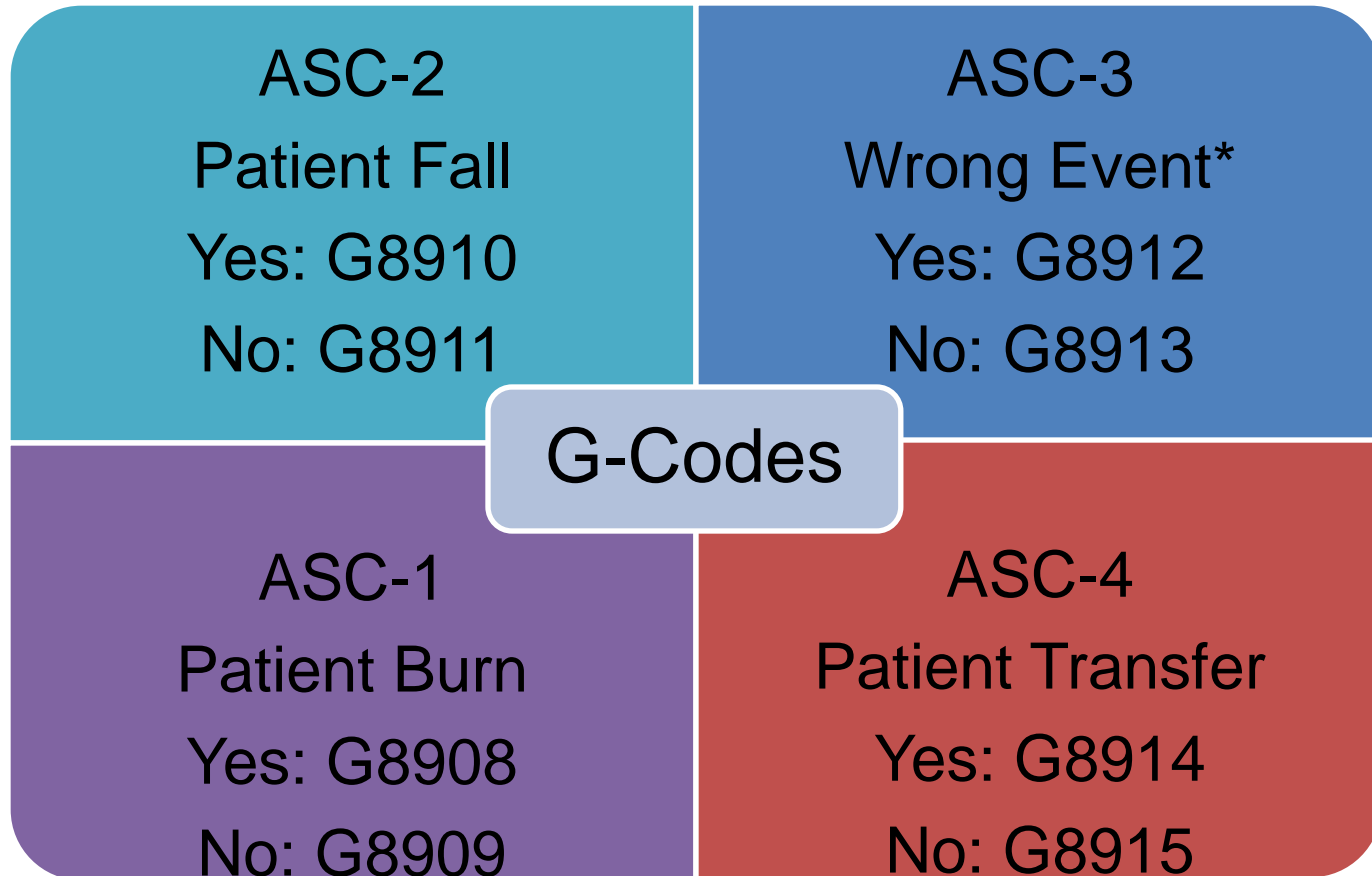 ASC-2
Patient Fall
Yes: G8910
No: G8911
ASC-3
Wrong Event*
Yes: G8912
No: G8913
G-Codes
ASC-1
Patient Burn
Yes: G8908
No: G8909
ASC-4
Patient Transfer
Yes: G8914
No: G8915